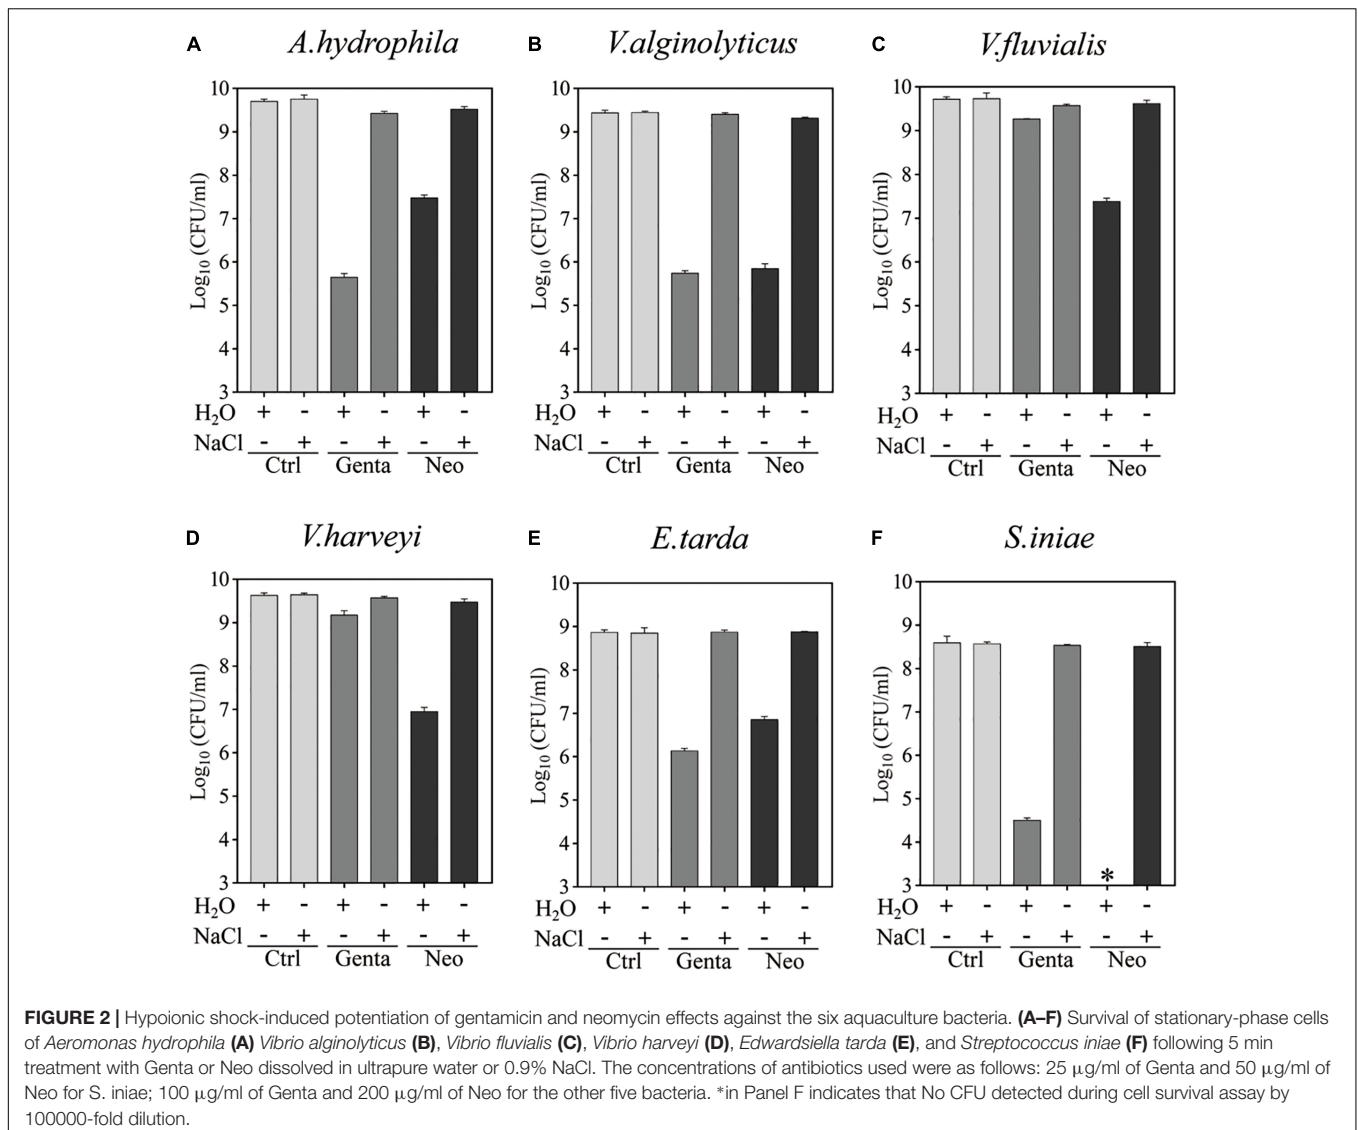 A A.hydrophila
B V.alginolyticus
C V.fluvialis
Log10 (CFU/ml)
10
9
8
7
6
5
4
3
H2O + - + - + -
NaCl - + - + - +
Ctrl Genta Neo
Log10 (CFU/ml)
10
9
8
7
6
5
4
3
H2O + - + - + -
NaCl - + - + - +
Ctrl Genta Neo
Log10 (CFU/ml)
10
9
8
7
6
5
4
3
H2O + - + - + -
NaCl - + - + - +
Ctrl Genta Neo
D V.harveyi
E E.tarda
F S.iniae
Log10 (CFU/ml)
10
9
8
7
6
5
4
3
H2O + - + - + -
NaCl - + - + - +
Ctrl Genta Neo
Log10 (CFU/ml)
10
9
8
7
6
5
4
3
H2O + - + - + -
NaCl - + - + - +
Ctrl Genta Neo
Log10 (CFU/ml)
10
9
8
7
6
5
4
3
*
H2O + - + - + -
NaCl - + - + - +
Ctrl Genta Neo
FIGURE 2 | Hypoionic shock-induced potentiation of gentamicin and neomycin effects against the six aquaculture bacteria. (A–F) Survival of stationary-phase cells
of Aeromonas hydrophila (A) Vibrio alginolyticus (B), Vibrio fluvialis (C), Vibrio harveyi (D), Edwardsiella tarda (E), and Streptococcus iniae (F) following 5 min
treatment with Genta or Neo dissolved in ultrapure water or 0.9% NaCl. The concentrations of antibiotics used were as follows: 25 μg/ml of Genta and 50 μg/ml of
Neo for S. iniae; 100 μg/ml of Genta and 200 μg/ml of Neo for the other five bacteria. *in Panel F indicates that No CFU detected during cell survival assay by
100000-fold dilution.